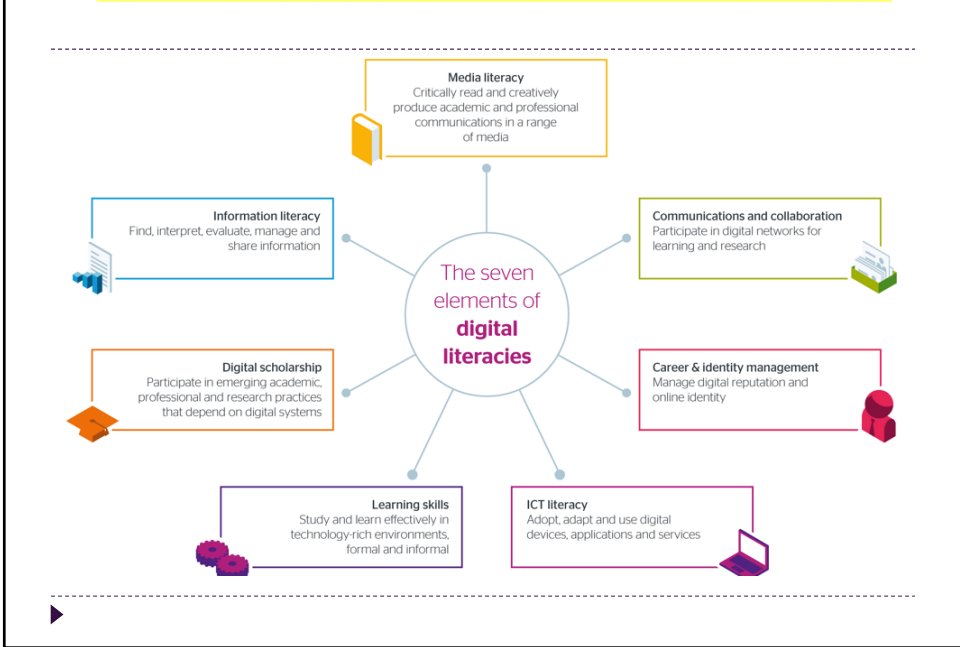 Media literacy
Critically read and creatively
produce academic and professional
communications in a range
of media
Information literacy
Find, interpret, evaluate, manage and
share information
Communications and collaboration
Participate in digital networks for
learning and research
The seven
elements of
digital
literacies
Digital scholarship
Participate in emerging academic,
professional and research practices
that depend on digital systems
Career & identity management
Manage digital reputation and
online identity
Learning skills
Study and learn effectively in
technology-rich environments,
formal and informal
ICT literacy
Adopt, adapt and use digital
devices, applications and services